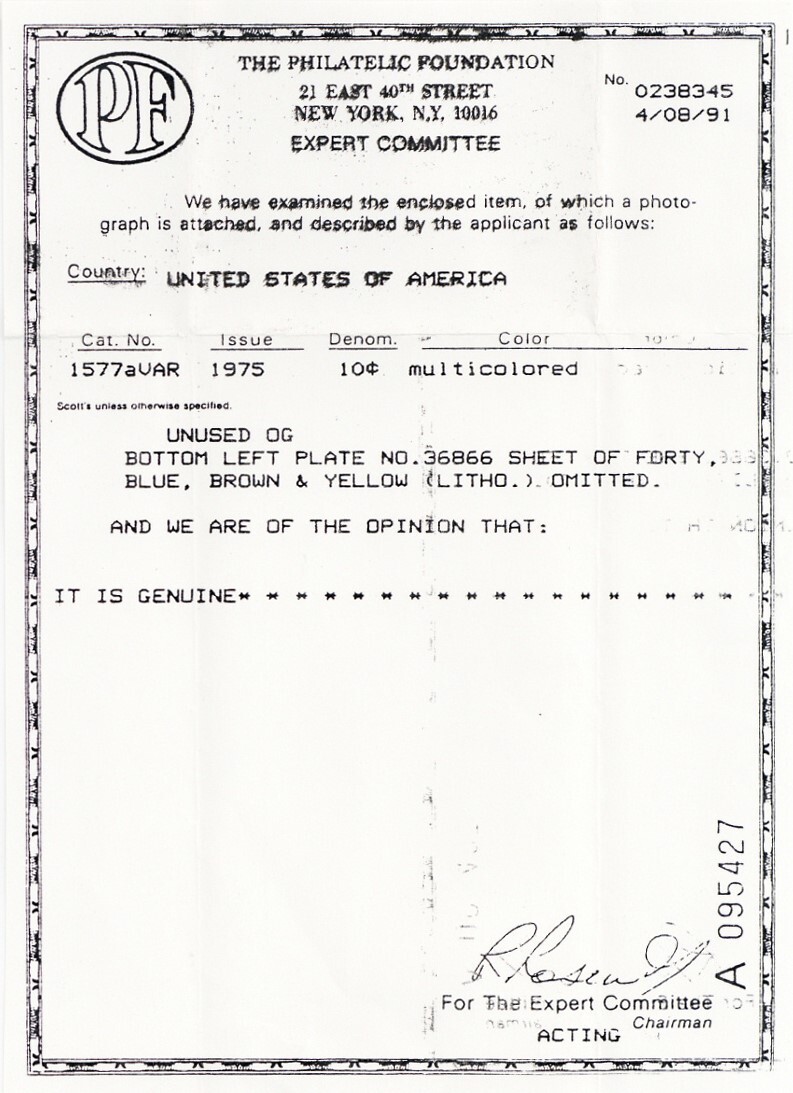 PF
THE PHILATELIC FOUNDATION
21 EAST 40TH STREET
NEW YORK, N.Y. 10016
EXPERT COMMITTEE
No. 0238345
4/08/91
We have examined the enclosed item, of which a photo-
graph is attached, and described by the applicant as follows:
Country: UNITED STATES OF AMERICA
Cat. No. Issue Denom. Color
1577aVAR 1975 10¢ multicolored
Scott's unless otherwise specified.
UNUSED OG
BOTTOM LEFT PLATE NO.36866 SHEET OF FORTY,
BLUE, BROWN & YELLOW (LITHO.) OMITTED.
AND WE ARE OF THE OPINION THAT:
IT IS GENUINE* * * * * * * * * * * * * * * * * *
A 095427
For The Expert Committee
Chairman
ACTING